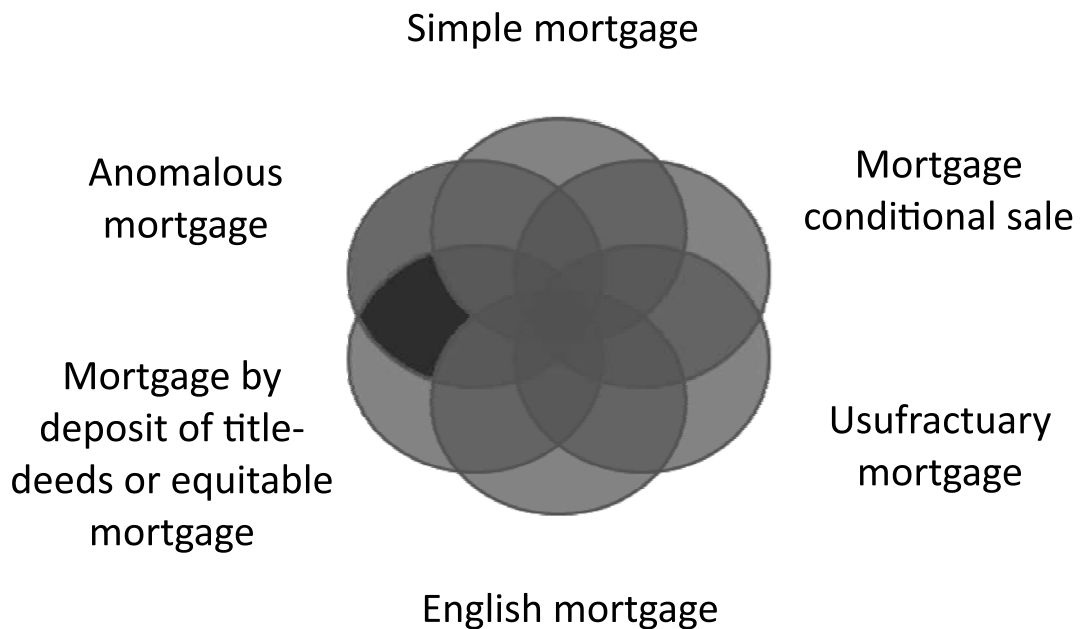 Simple mortgage
Anomalous
mortgage
Mortgage
conditional sale
Mortgage by
deposit of title-
deeds or equitable
mortgage
Usufractuary
mortgage
English mortgage